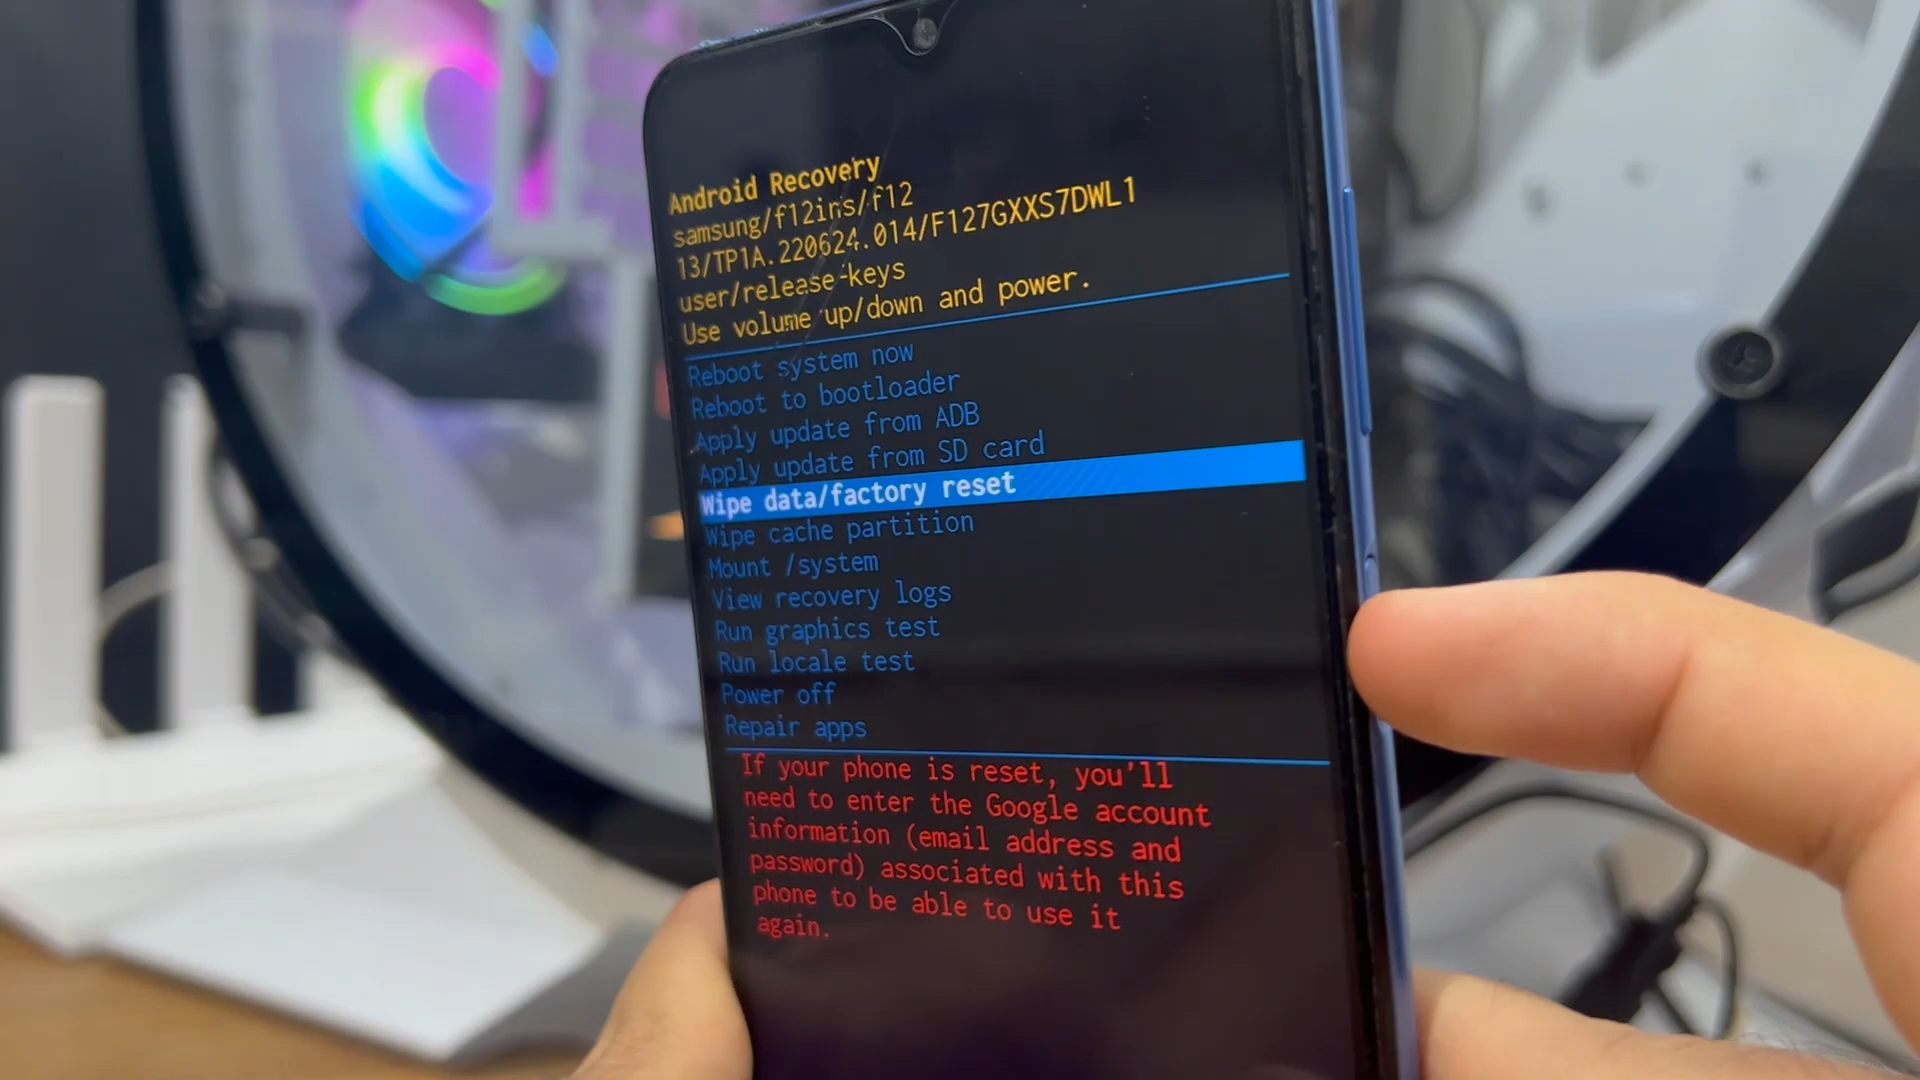 Android Recovery
samsung/f12ins/f12
13/TP1A.220624.014/F127GXXS7DWL1
user/release-keys
Use volume up/down and power.
Reboot system now
Reboot to bootloader
Apply update from ADB
Apply update from SD card
Wipe data/factory reset
Wipe cache partition
Mount /system
View recovery logs
Run graphics test
Run locale test
Power off
Repair apps
If your phone is reset, you'll
need to enter the Google account
information (email address and
password) associated with this
phone to be able to use it
again.